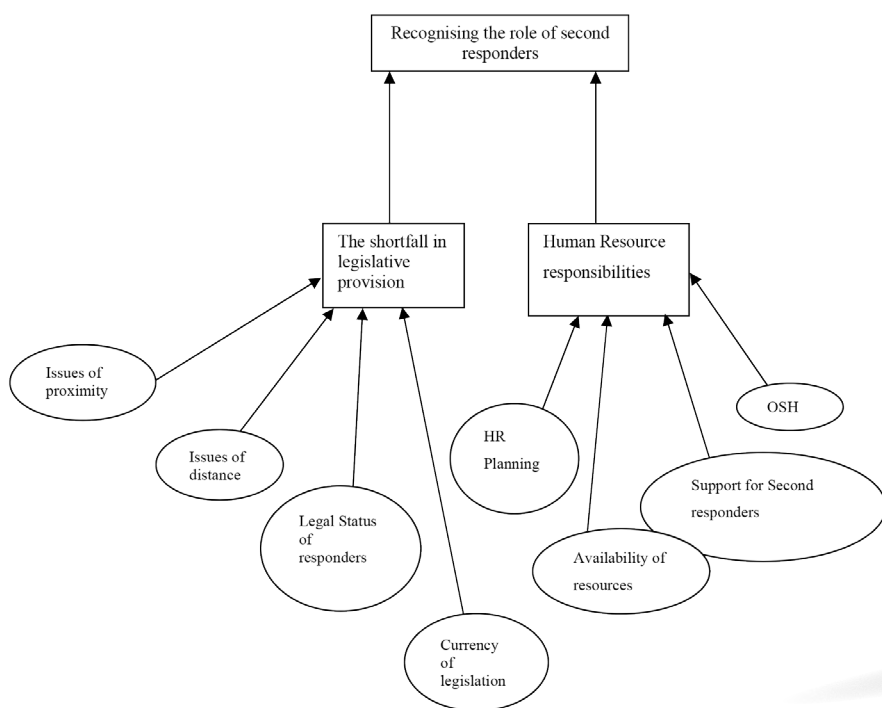 Recognising the role of second
responders
The shortfall in
legislative
provision
Human Resource
responsibilities
Issues of
proximity
Issues of
distance
Legal Status
of
responders
Currency
of
legislation
HR
Planning
Availability of
resources
Support for Second
responders
OSH